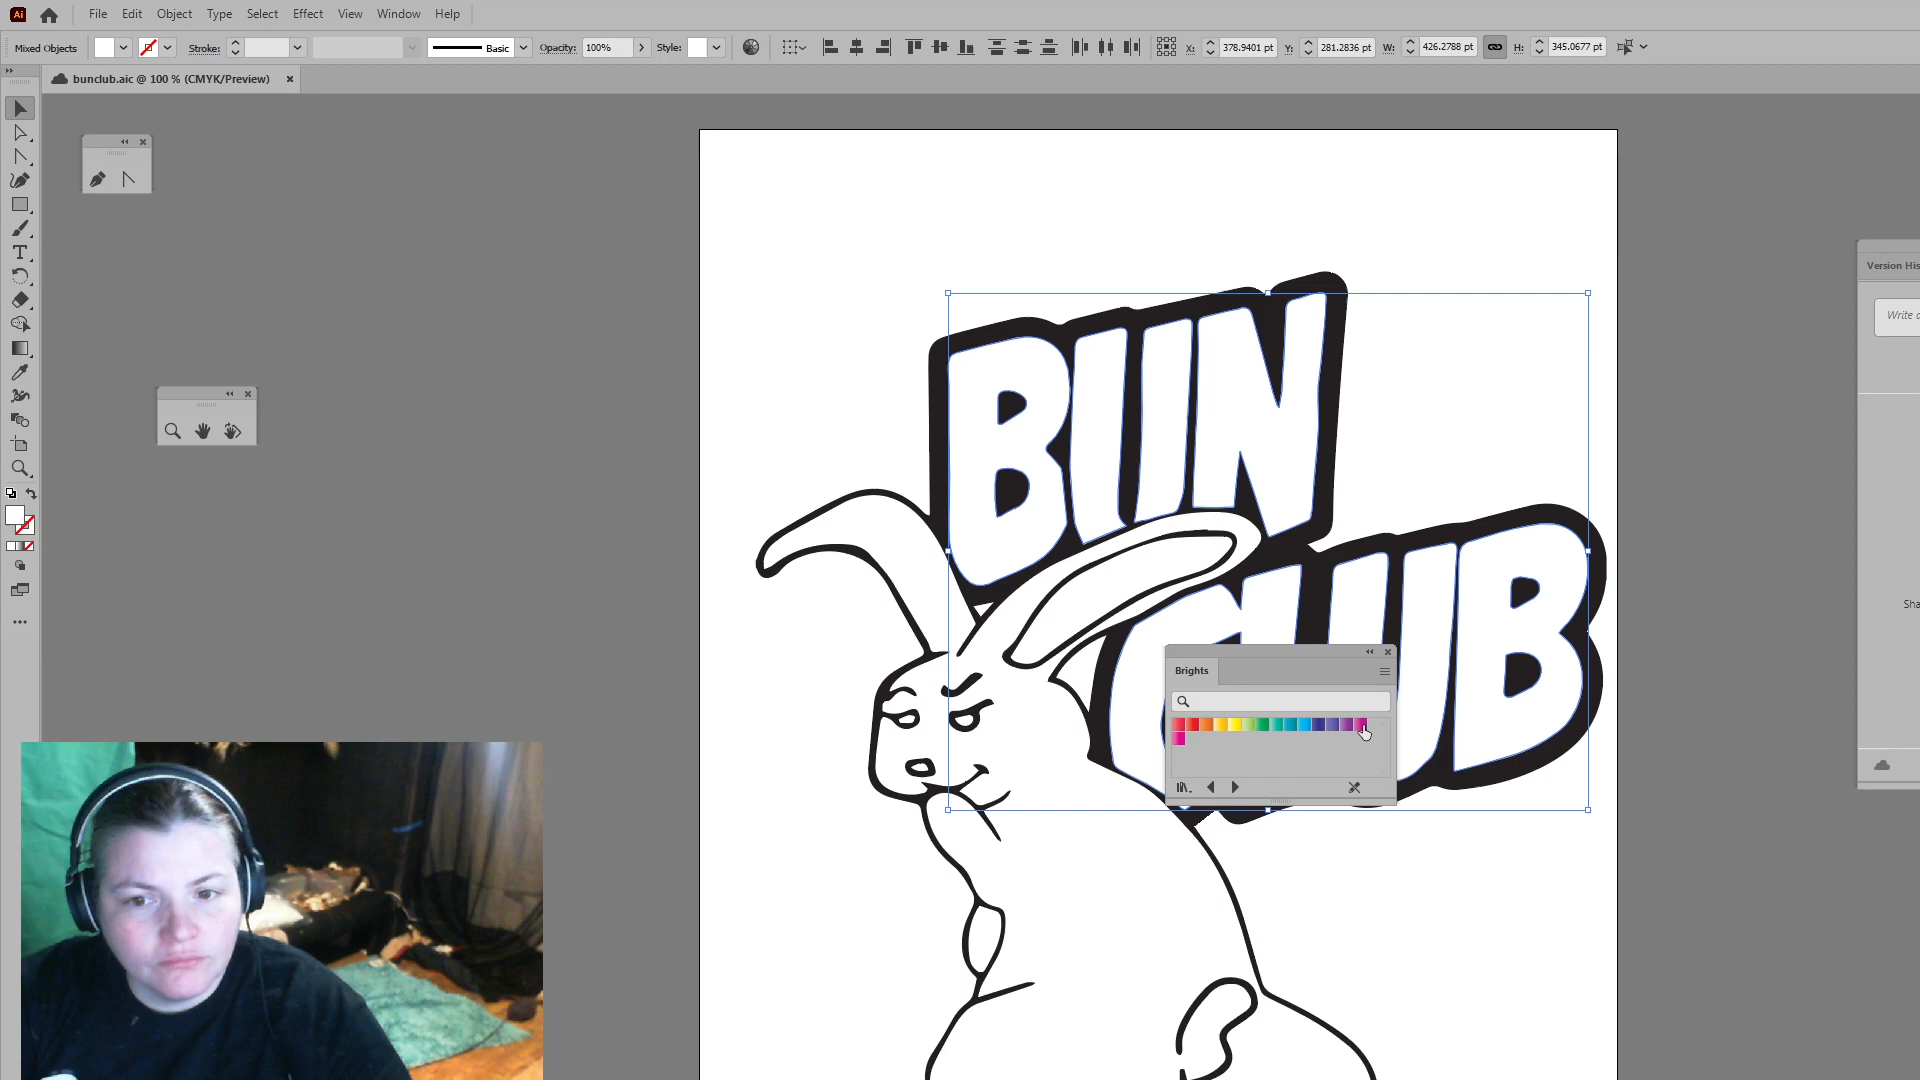 Ai File Edit Object Type Select Effect View Window Help
Mixed Objects Stroke: Basic Opacity: 100% Style: X: 378.9401 pt Y: 281.2836 pt W: 426.2788 pt H: 345.0677 pt
bunclub.aic @ 100 % (CMYK/Preview)
Version His
Write
BUN
CLUB
Sha
Brights